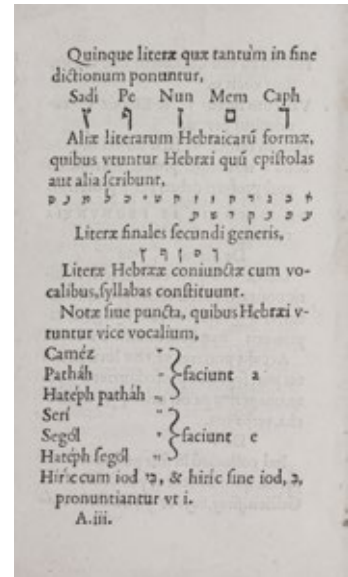 Quinque literæ quæ tantùm in fine
dictionum ponuntur,
Sadi Pe Nun Mem Caph
ץ ף ן ם ך
Aliæ literarum Hebraicarũ formæ,
quibus vtuntur Hebræi quũ epistolas
aut alia scribunt,
Literæ finales secundi generis,
Literæ Hebrææ coniunctæ cum vo-
calibus, syllabas constituunt.
Notæ siue puncta, quibus Hebræi v-
tuntur vice vocalium,
Caméz
Patháh faciunt a
Hatéph patháh
Serí
Segól faciunt e
Hatéph segól
Hiric cum iod & hiric sine iod,
pronuntiantur vt i.
A.iii.